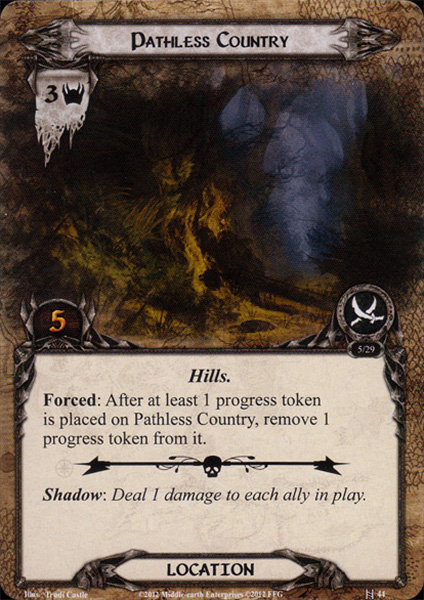 Pathless Country
3
5
5/29
Hills.
Forced: After at least 1 progress token
is placed on Pathless Country, remove 1
progress token from it.
Shadow: Deal 1 damage to each ally in play.
LOCATION
Illus. Trudi Castle ©2012 Middle-earth Enterprises ©2012 FFG 44